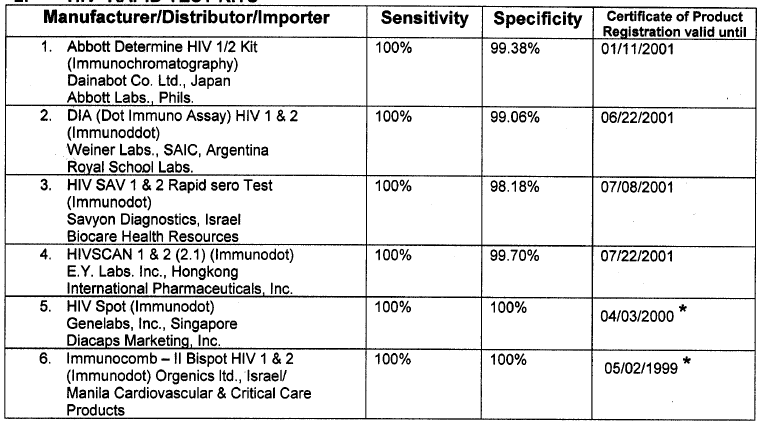 Manufacturer/Distributor/Importer Sensitivity Specificity Certificate of Product
Registration valid until
1. Abbott Determine HIV 1/2 Kit 100% 99.38% 01/11/2001
(Immunochromatography)
Dainabot Co. Ltd., Japan
Abbott Labs., Phils.
2. DIA (Dot Immuno Assay) HIV 1 & 2 100% 99.06% 06/22/2001
(Immunoddot)
Weiner Labs., SAIC, Argentina
Royal School Labs.
3. HIV SAV 1 & 2 Rapid sero Test 100% 98.18% 07/08/2001
(Immunodot)
Savyon Diagnostics, Israel
Biocare Health Resources
4. HIVSCAN 1 & 2 (2.1) (Immunodot) 100% 99.70% 07/22/2001
E.Y. Labs. Inc., Hongkong
International Pharmaceuticals, Inc.
5. HIV Spot (Immunodot) 100% 100% 04/03/2000 *
Genelabs, Inc., Singapore
Diacaps Marketing, Inc.
6. Immunocomb – II Bispot HIV 1 & 2 100% 100% 05/02/1999 *
(Immunodot) Orgenics ltd., Israel/
Manila Cardiovascular & Critical Care
Products